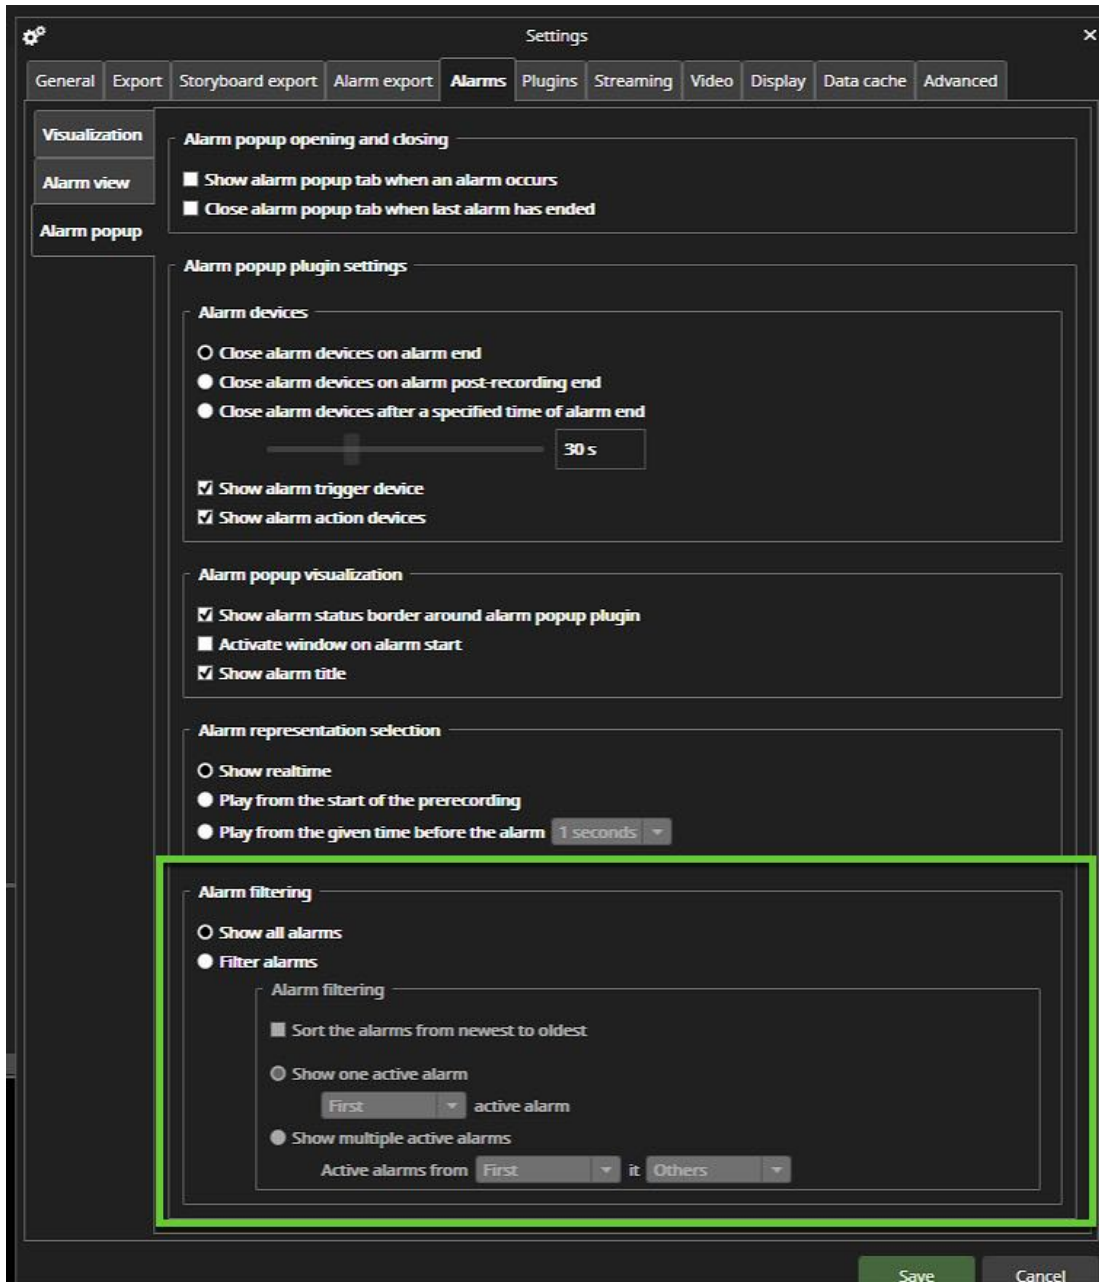 Settings
General Export Storyboard export Alarm export Alarms Plugins Streaming Video Display Data cache Advanced
Visualization
Alarm view
Alarm popup
Alarm popup opening and closing
Show alarm popup tab when an alarm occurs
Close alarm popup tab when last alarm has ended
Alarm popup plugin settings
Alarm devices
Close alarm devices on alarm end
Close alarm devices on alarm post-recording end
Close alarm devices after a specified time of alarm end
30 s
Show alarm trigger device
Show alarm action devices
Alarm popup visualization
Show alarm status border around alarm popup plugin
Activate window on alarm start
Show alarm title
Alarm representation selection
Show realtime
Play from the start of the prerecording
Play from the given time before the alarm 1 seconds
Alarm filtering
Show all alarms
Filter alarms
Alarm filtering
Sort the alarms from newest to oldest
Show one active alarm
First active alarm
Show multiple active alarms
Active alarms from First it Others
Save Cancel